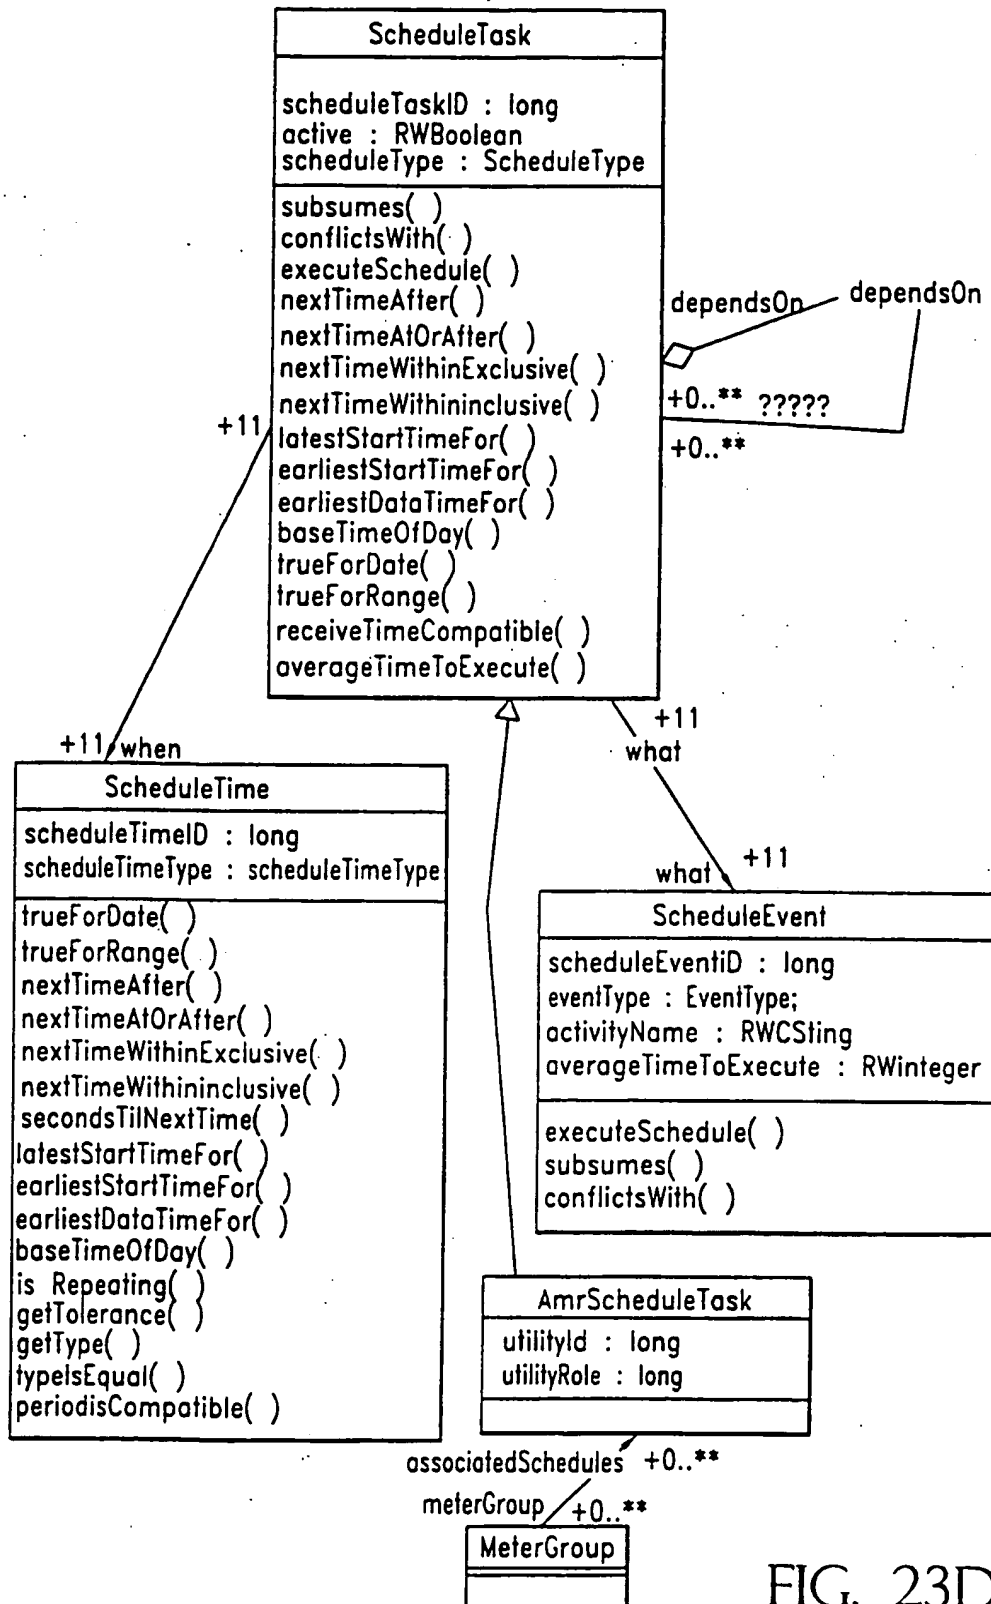 ScheduleTask
scheduleTaskID : long
active : RWBoolean
scheduleType : ScheduleType
subsumes( )
conflictsWith( )
executeSchedule( )
nextTimeAfter( )
nextTimeAtOrAfter( )
nextTimeWithinExclusive( )
nextTimeWithininclusive( )
latestStartTimeFor( )
earliestStartTimeFor( )
earliestDataTimeFor( )
baseTimeOfDay( )
trueForDate( )
trueForRange( )
receiveTimeCompatible( )
averageTimeToExecute( )
dependsOn
dependsOn
+0..** ?????
+0..**
+11
+11
what
+11 when
ScheduleTime
scheduleTimeID : long
scheduleTimeType : scheduleTimeType
trueForDate( )
trueForRange( )
nextTimeAfter( )
nextTimeAtOrAfter( )
nextTimeWithinExclusive( )
nextTimeWithininclusive( )
secondsTilNextTime( )
latestStartTimeFor( )
earliestStartTimeFor( )
earliestDataTimeFor( )
baseTimeOfDay( )
is Repeating( )
getTolerance( )
getType( )
typeIsEqual( )
periodisCompatible( )
+11
what
ScheduleEvent
scheduleEventiD : long
eventType : EventType;
activityName : RWCSting
averageTimeToExecute : RWinteger
executeSchedule( )
subsumes( )
conflictsWith( )
AmrScheduleTask
utilityId : long
utilityRole : long
associatedSchedules +0..**
meterGroup +0..**
MeterGroup
FIG. 23D